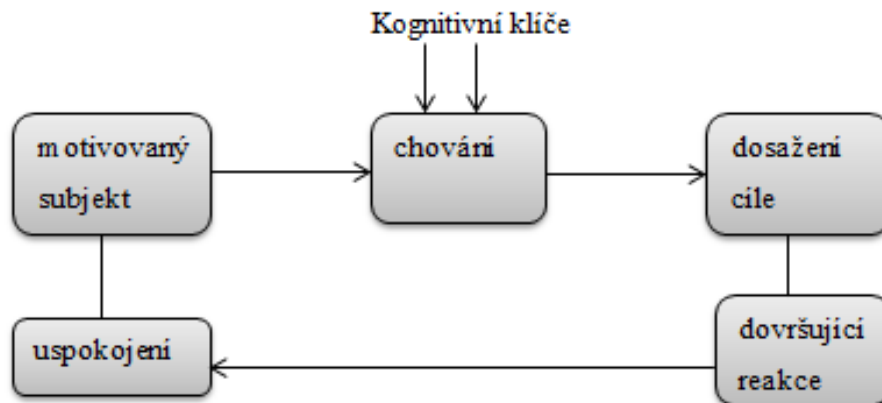 Kognitivní klíče
motivovaný
subjekt
chování
dosažení
cíle
uspokojení
dovršující
reakce